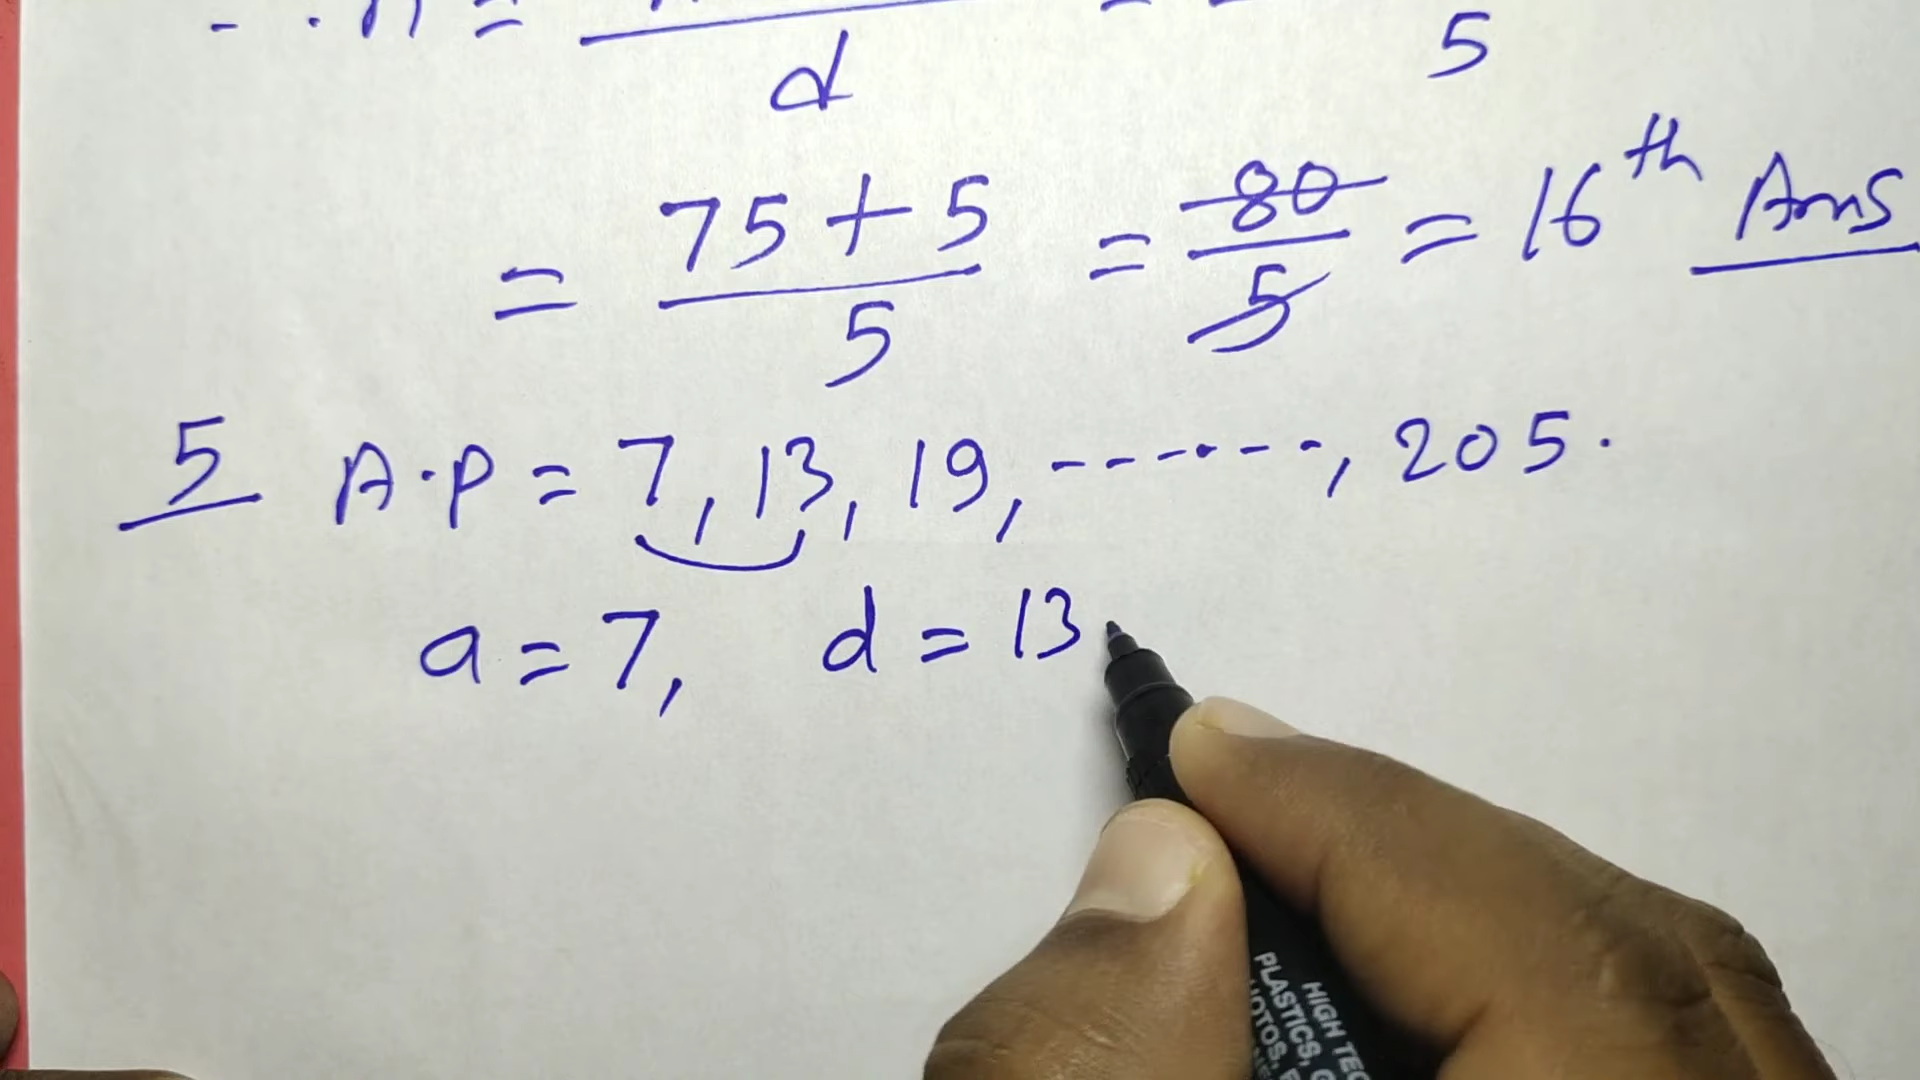 d 5
= 75 + 5 / 5 = 80 / 5 = 16th Ans
5 A.P = 7, 13, 19, -------, 205.
a = 7, d = 13
HIGH TEC
PLASTICS,